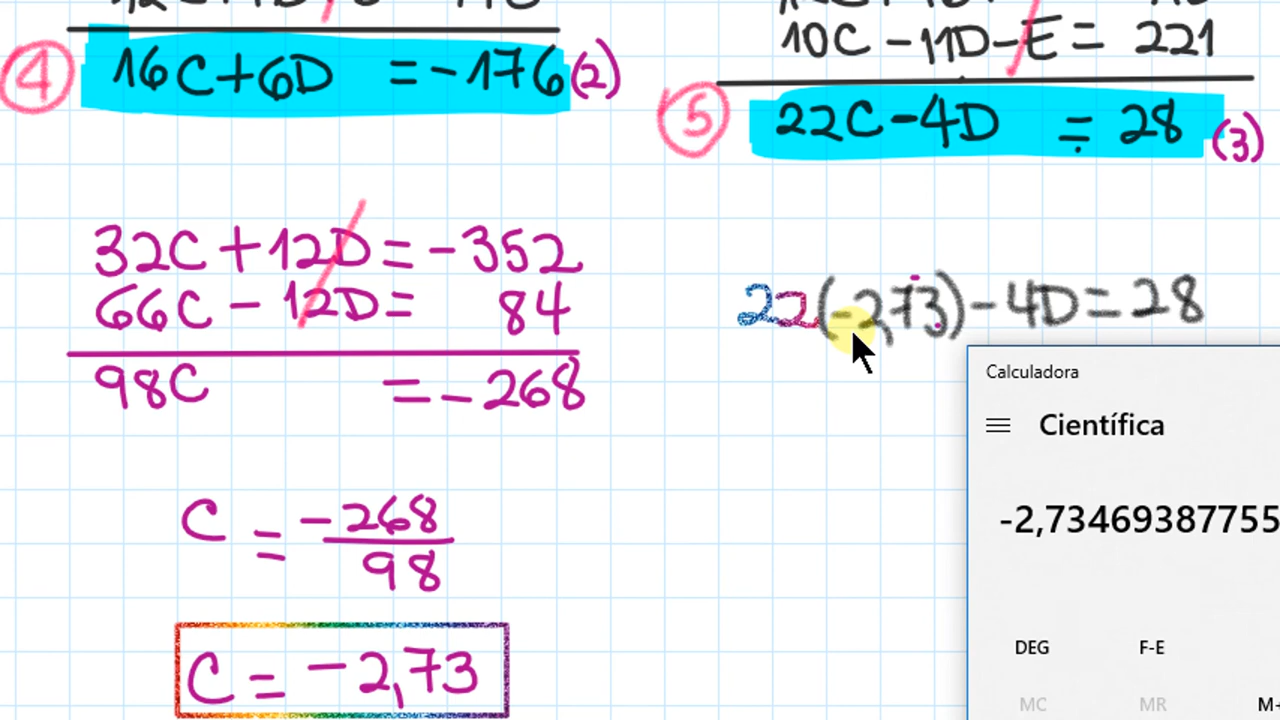 ④ 16C+6D = -176 (2)
10C -11D -E = 221
⑤ 22C-4D = 28 (3)
32C +12D = -352
66C - 12D = 84
98C = -268
C = -268
98
C = -2,73
22(-2,73) - 4D = 28
Calculadora
Científica
-2,73469387755
DEG F-E
MC MR M+